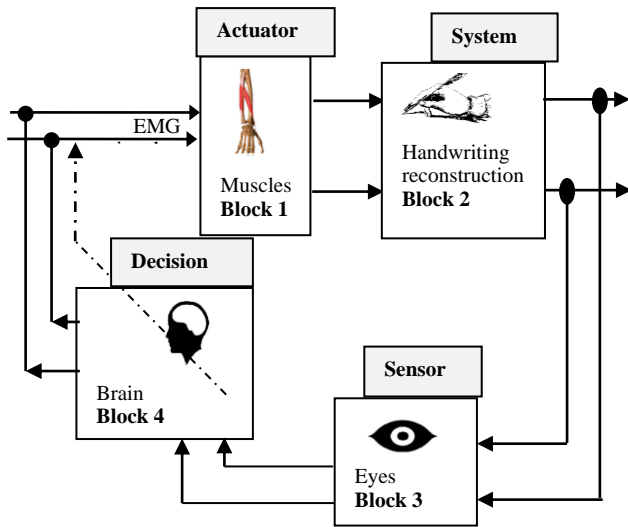 Actuator
System
EMG
Muscles
Block 1
Handwriting
reconstruction
Block 2
Decision
Brain
Block 4
Sensor
Eyes
Block 3